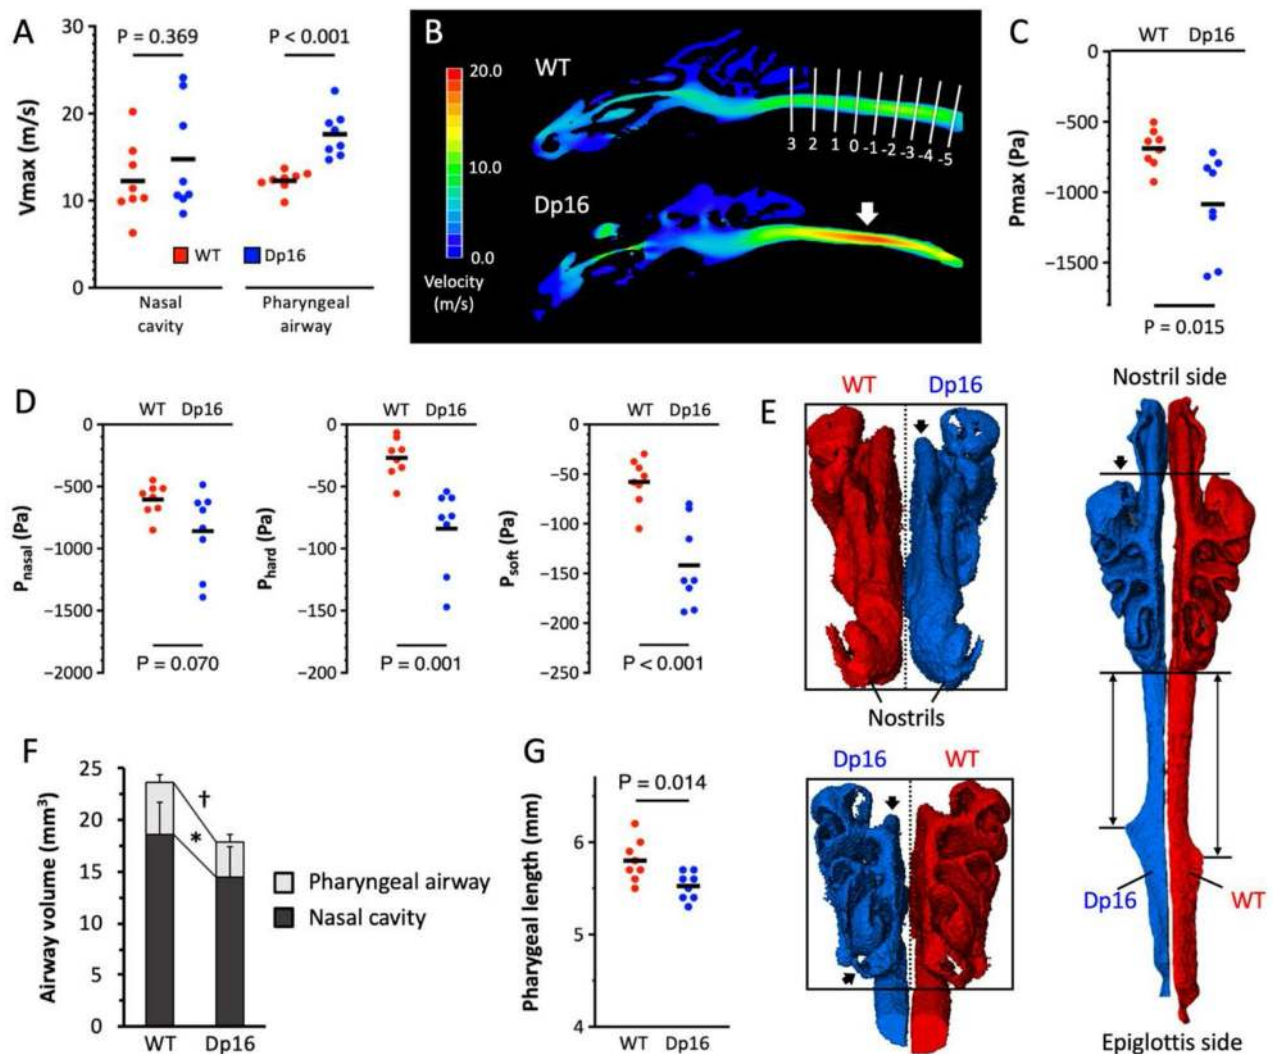 A
30
20
10
0
Vmax (m/s)
P = 0.369
P < 0.001
WT
Dp16
Nasal
cavity
Pharyngeal
airway
B
20.0
10.0
0.0
Velocity
(m/s)
WT
3 2 1 0 -1 -2 -3 -4 -5
Dp16
C
WT Dp16
0
−500
−1000
−1500
Pmax (Pa)
P = 0.015
D
WT Dp16
0
−500
−1000
−1500
−2000
Pnasal (Pa)
P = 0.070
WT Dp16
0
−50
−100
−150
−200
Phard (Pa)
P = 0.001
WT Dp16
0
−50
−100
−150
−200
−250
Psoft (Pa)
P < 0.001
E
WT Dp16
Nostrils
Dp16 WT
Nostril side
Dp16
WT
Epiglottis side
F
25
20
15
10
5
0
Airway volume (mm³)
†
*
WT Dp16
Pharyngeal airway
Nasal cavity
G
6
5
4
Pharygeal length (mm)
P = 0.014
WT Dp16